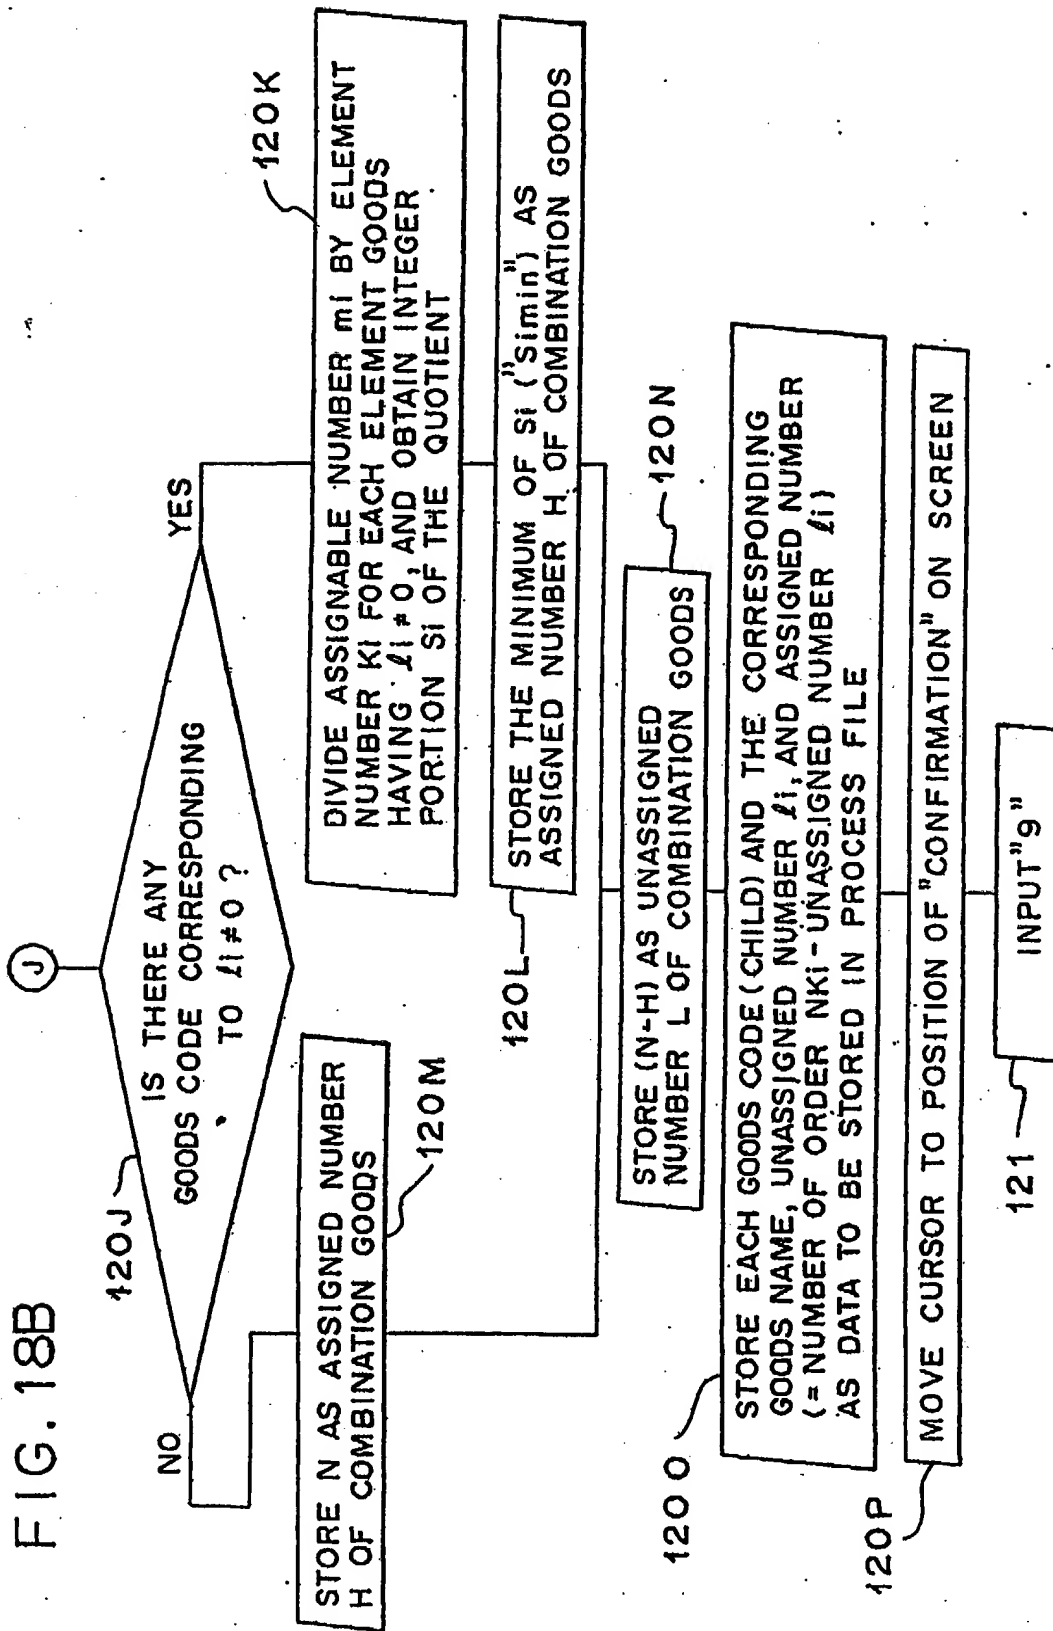 FIG. 18B
J
120J
IS THERE ANY
GOODS CODE CORRESPONDING
TO ℓi ≠ 0 ?
NO
YES
STORE N AS ASSIGNED NUMBER
H OF COMBINATION GOODS
120M
120K
DIVIDE ASSIGNABLE NUMBER mi BY ELEMENT
NUMBER Ki FOR EACH ELEMENT GOODS
HAVING ℓi ≠ 0, AND OBTAIN INTEGER
PORTION Si OF THE QUOTIENT
120L
STORE THE MINIMUM OF Si ("Simin") AS
ASSIGNED NUMBER H OF COMBINATION GOODS
STORE (N-H) AS UNASSIGNED
NUMBER L OF COMBINATION GOODS
120N
120O
STORE EACH GOODS CODE (CHILD) AND THE CORRESPONDING
GOODS NAME, UNASSIGNED NUMBER ℓi, AND ASSIGNED NUMBER
(= NUMBER OF ORDER NKi - UNASSIGNED NUMBER ℓi)
AS DATA TO BE STORED IN PROCESS FILE
120P
MOVE CURSOR TO POSITION OF "CONFIRMATION" ON SCREEN
121
INPUT "9"